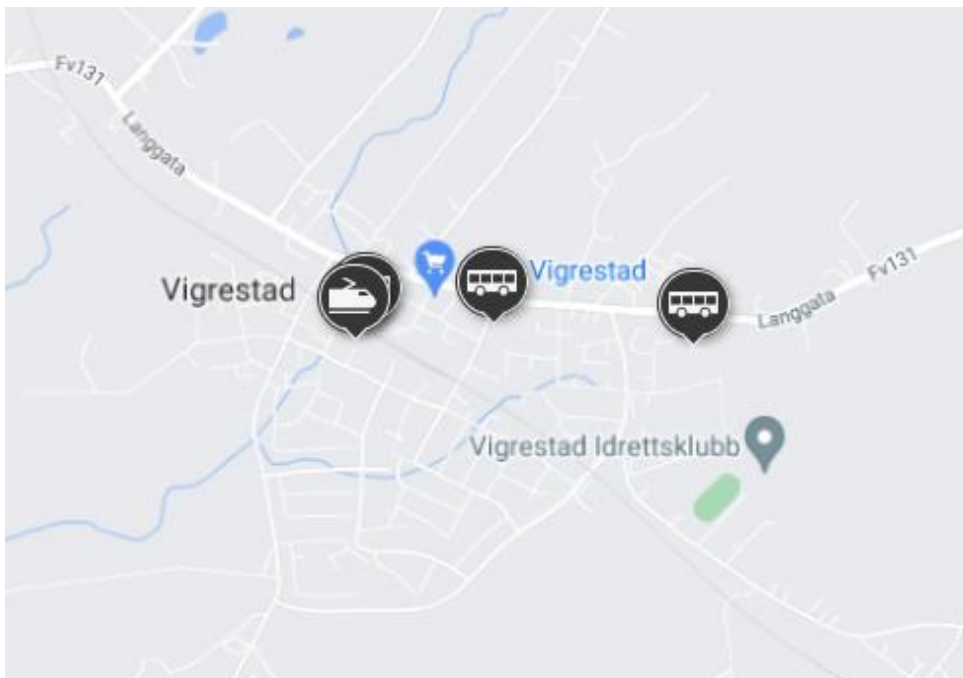 Fv131
Langgata
Vigrestad
Vigrestad
Fv131
Langgata
Vigrestad Idrettsklubb